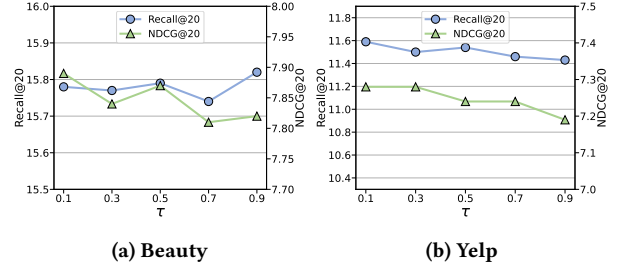 16.0
15.9
15.8
15.7
15.6
15.5
Recall@20
Recall@20
NDCG@20
8.00
7.95
7.90
7.85
7.80
7.75
7.70
NDCG@20
0.1 0.3 0.5 0.7 0.9
τ
(a) Beauty
11.8
11.6
11.4
11.2
11.0
10.8
10.6
10.4
Recall@20
Recall@20
NDCG@20
7.5
7.4
7.3
7.2
7.1
7.0
NDCG@20
0.1 0.3 0.5 0.7 0.9
τ
(b) Yelp